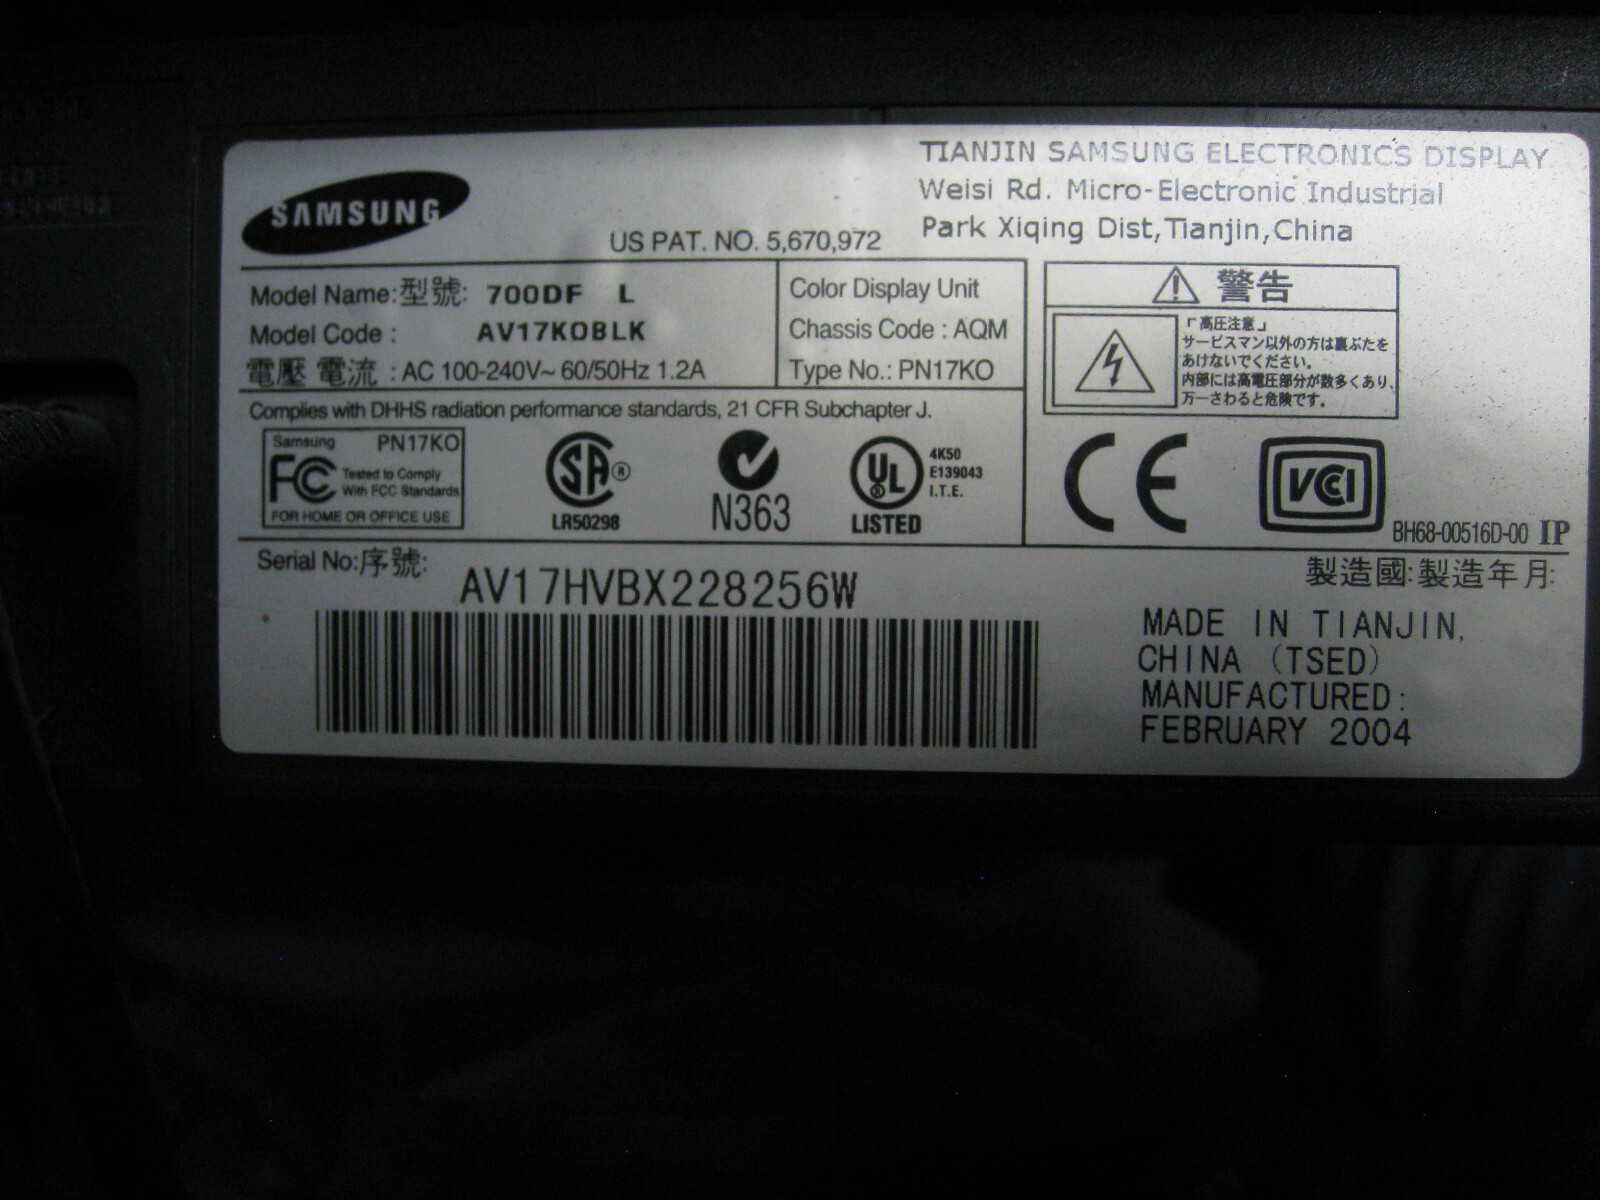 SAMSUNG
US PAT. NO. 5,670,972
TIANJIN SAMSUNG ELECTRONICS DISPLAY
Weisi Rd. Micro-Electronic Industrial
Park Xiqing Dist,Tianjin,China
Model Name:型號: 700DF L
Model Code : AV17KOBLK
電壓 電流 : AC 100-240V~ 60/50Hz 1.2A
Color Display Unit
Chassis Code : AQM
Type No.: PN17KO
警告
「高圧注意」
サービスマン以外の方は裏ぶたを
あけないでください。
内部には高電圧部分が数多くあり、
万一さわると危険です。
Complies with DHHS radiation performance standards, 21 CFR Subchapter J.
Samsung PN17KO
FC
Tested to Comply
With FCC Standards
FOR HOME OR OFFICE USE
SA ®
LR50298
N363
UL ®
LISTED
4K50
E139043
I.T.E.
CE
VCCI
BH68-00516D-00 IP
Serial No:序號:
AV17HVBX228256W
製造國:製造年月:
MADE IN TIANJIN,
CHINA (TSED)
MANUFACTURED:
FEBRUARY 2004